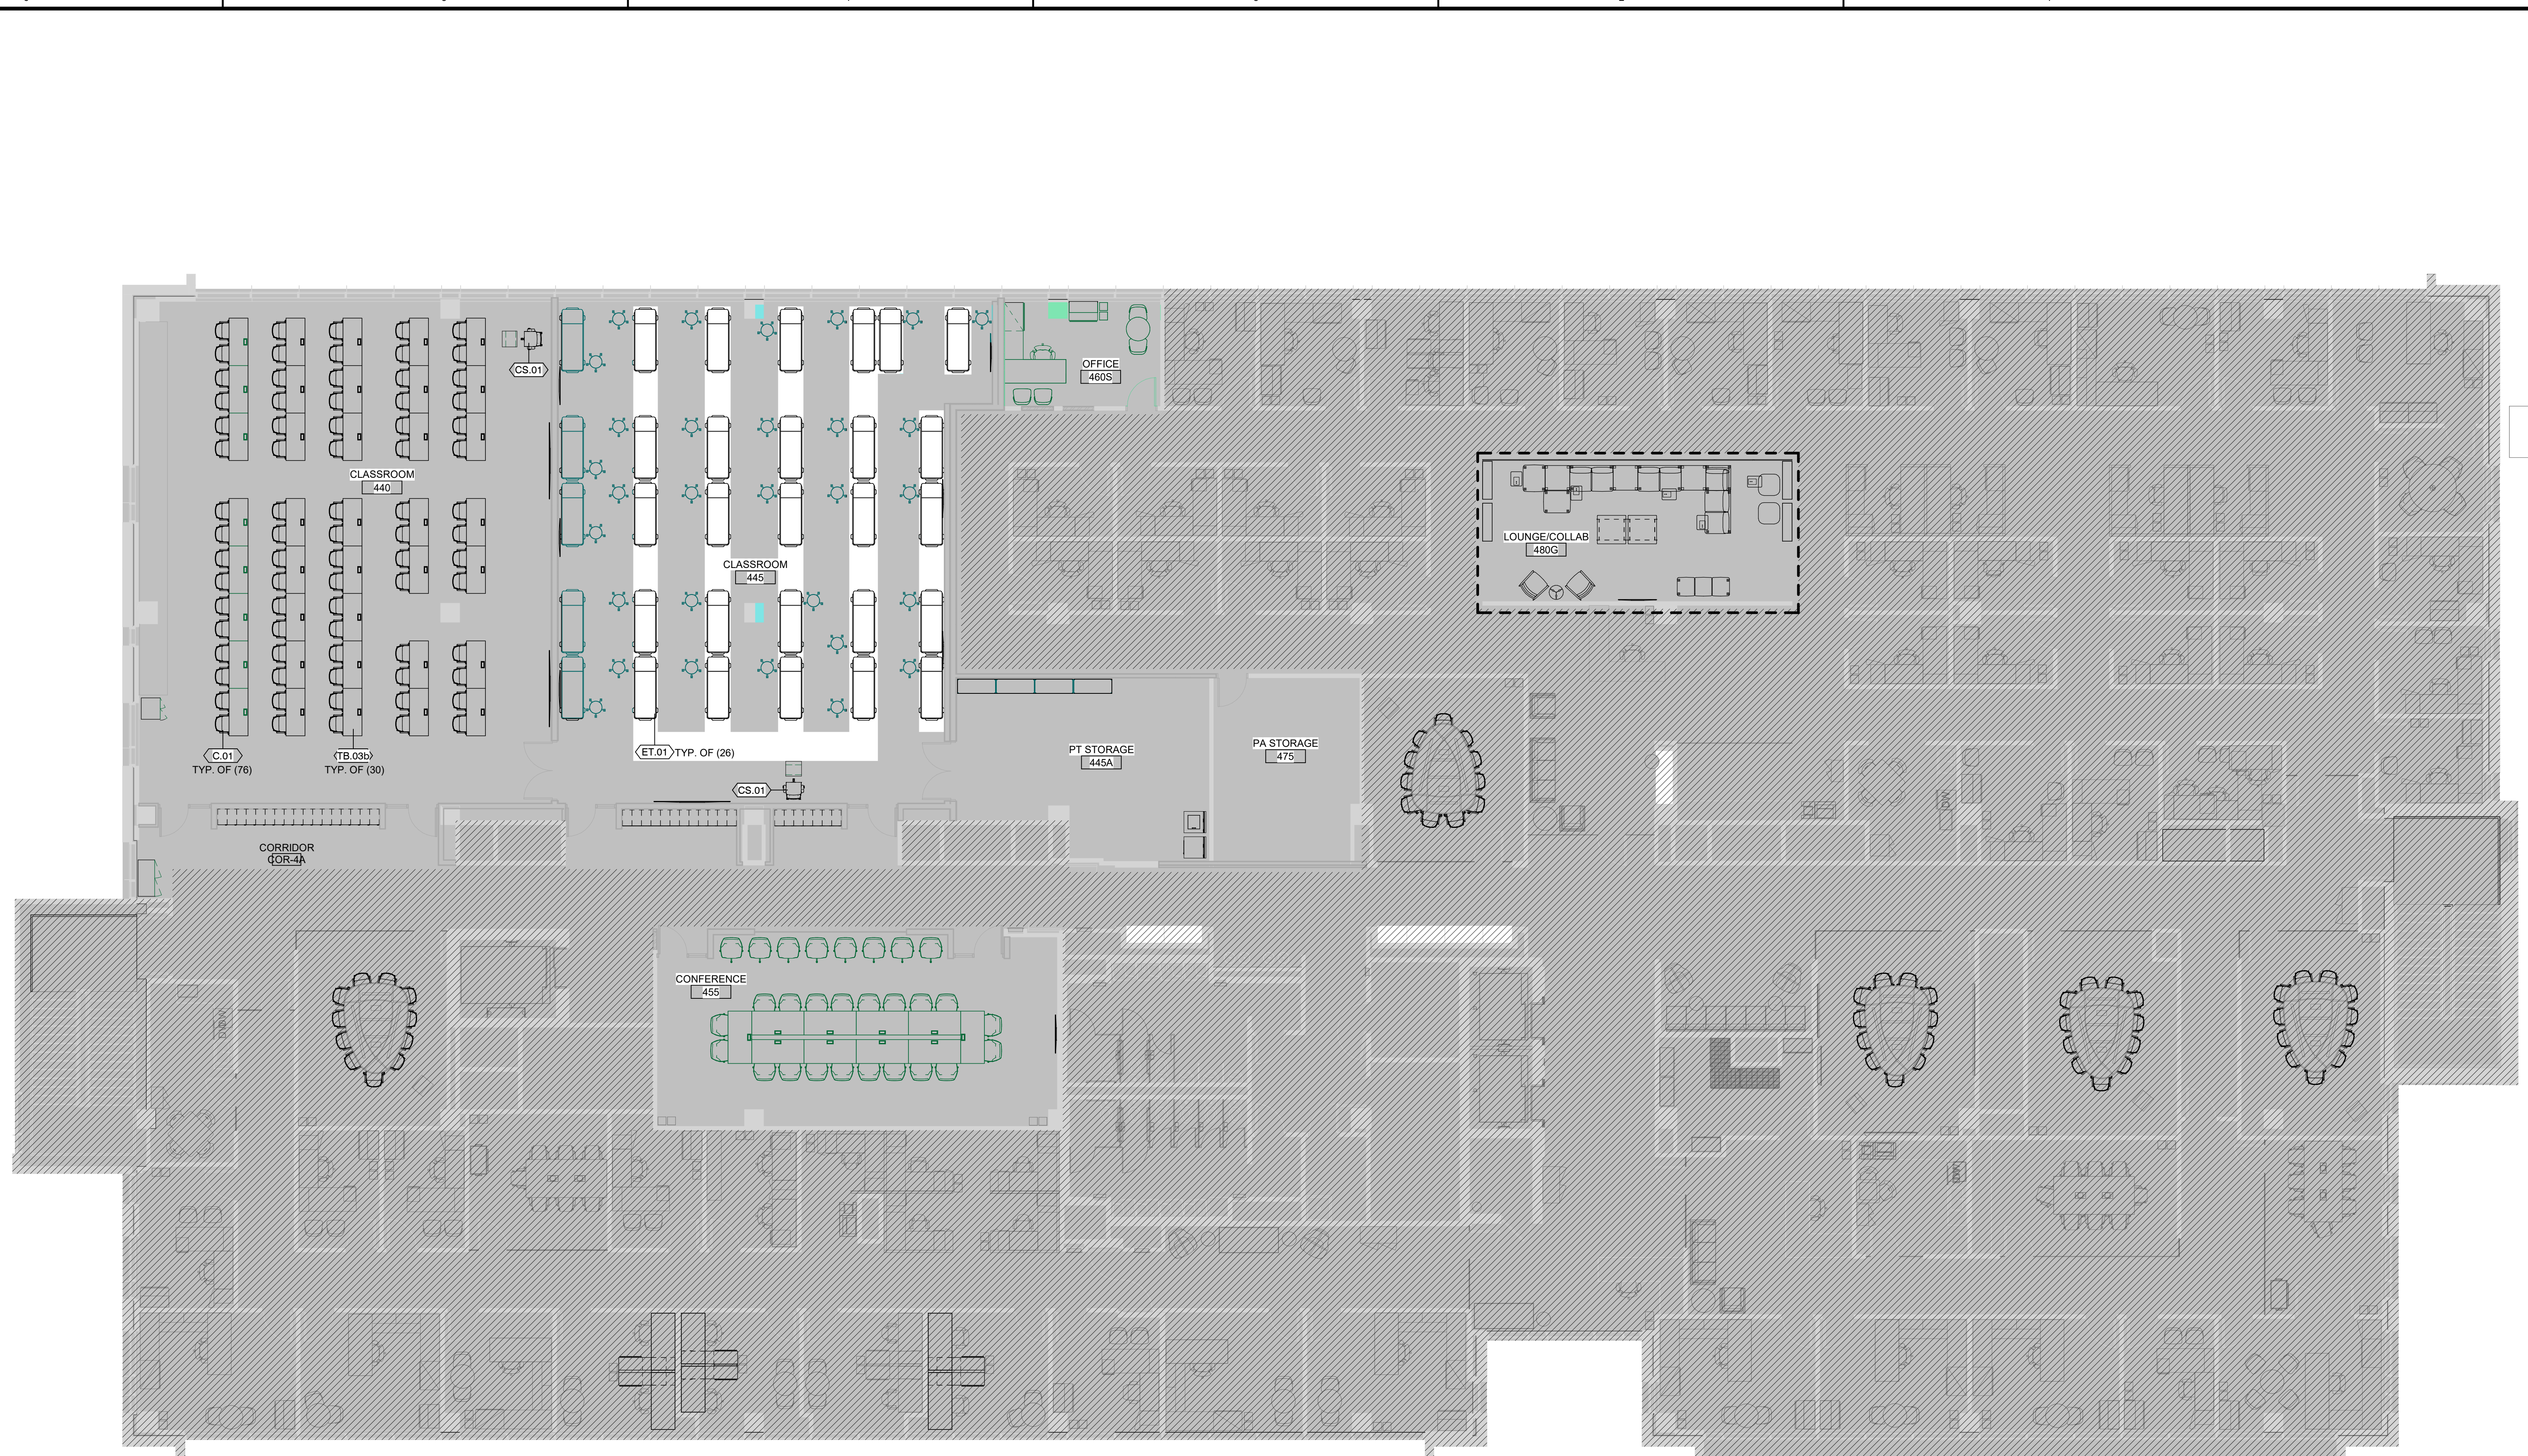 OFFICE
460S
CS.01
CLASSROOM
440
LOUNGE/COLLAB
480G
CLASSROOM
445
C.01
TYP. OF (76)
TB.03b
TYP. OF (30)
ET.01 TYP. OF (26)
PT STORAGE
445A
PA STORAGE
475
CS.01
CORRIDOR
COR-4A
CONFERENCE
455